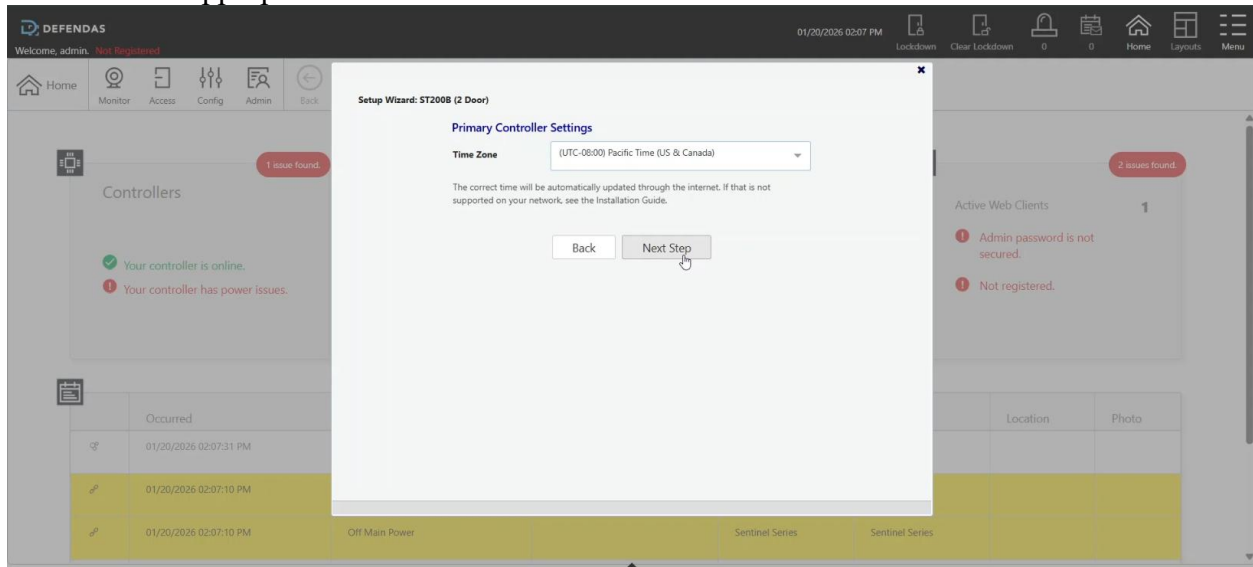 DEFENDAS
01/20/2026 02:07 PM
Lockdown
Clear Lockdown
0
0
Home
Layouts
Menu
Welcome, admin. Not Registered
Home
Monitor
Access
Config
Admin
Back
Setup Wizard: ST200B (2 Door)
Primary Controller Settings
Time Zone
(UTC-08:00) Pacific Time (US & Canada)
The correct time will be automatically updated through the internet. If that is not
supported on your network, see the Installation Guide.
Back
Next Step
1 issue found.
Controllers
Your controller is online.
Your controller has power issues.
2 issues found.
Active Web Clients
1
Admin password is not
secured.
Not registered.
Occurred
Location
Photo
01/20/2026 02:07:31 PM
01/20/2026 02:07:10 PM
01/20/2026 02:07:10 PM
Off Main Power
Sentinel Series
Sentinel Series